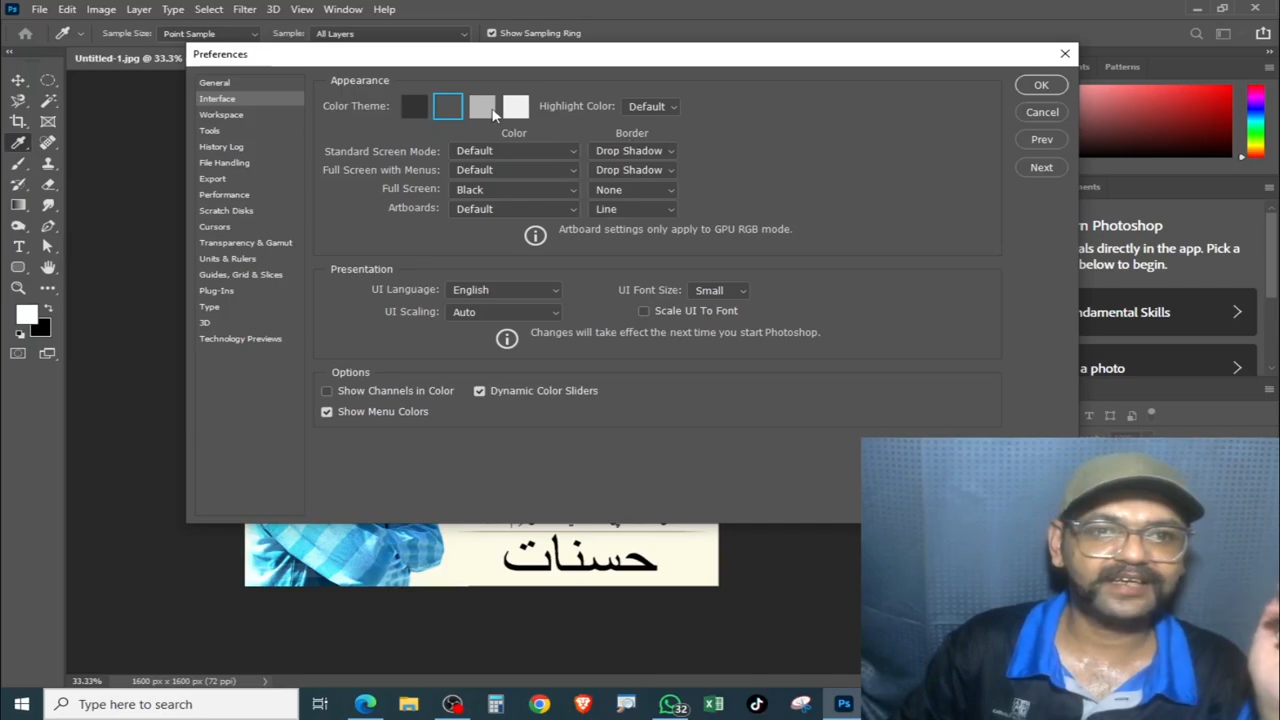 Ps File Edit Image Layer Type Select Filter 3D View Window Help
Sample Size: Point Sample Sample: All Layers Show Sampling Ring
Untitled-1.jpg @ 33.3%
Preferences
Patterns
General
Interface
Workspace
Tools
History Log
File Handling
Export
Performance
Scratch Disks
Cursors
Transparency & Gamut
Units & Rulers
Guides, Grid & Slices
Plug-Ins
Type
3D
Technology Previews
Appearance
Color Theme: Highlight Color: Default
Color Border
Standard Screen Mode: Default Drop Shadow
Full Screen with Menus: Default Drop Shadow
Full Screen: Black None
Artboards: Default Line
Artboard settings only apply to GPU RGB mode.
Presentation
UI Language: English UI Font Size: Small
UI Scaling: Auto Scale UI To Font
Changes will take effect the next time you start Photoshop.
Options
Show Channels in Color Dynamic Color Sliders
Show Menu Colors
OK
Cancel
Prev
Next
Photoshop
als directly in the app. Pick a
below to begin.
ndamental Skills
a photo
حسنات
33.33% 1600 px x 1600 px (72 ppi)
Type here to search
32
Ps